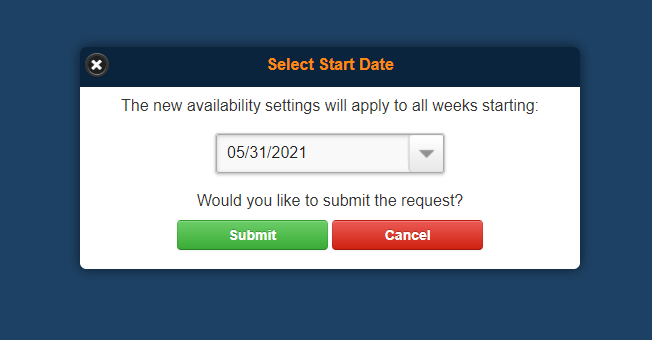 Select Start Date
The new availability settings will apply to all weeks starting:
05/31/2021
Would you like to submit the request?
Submit Cancel